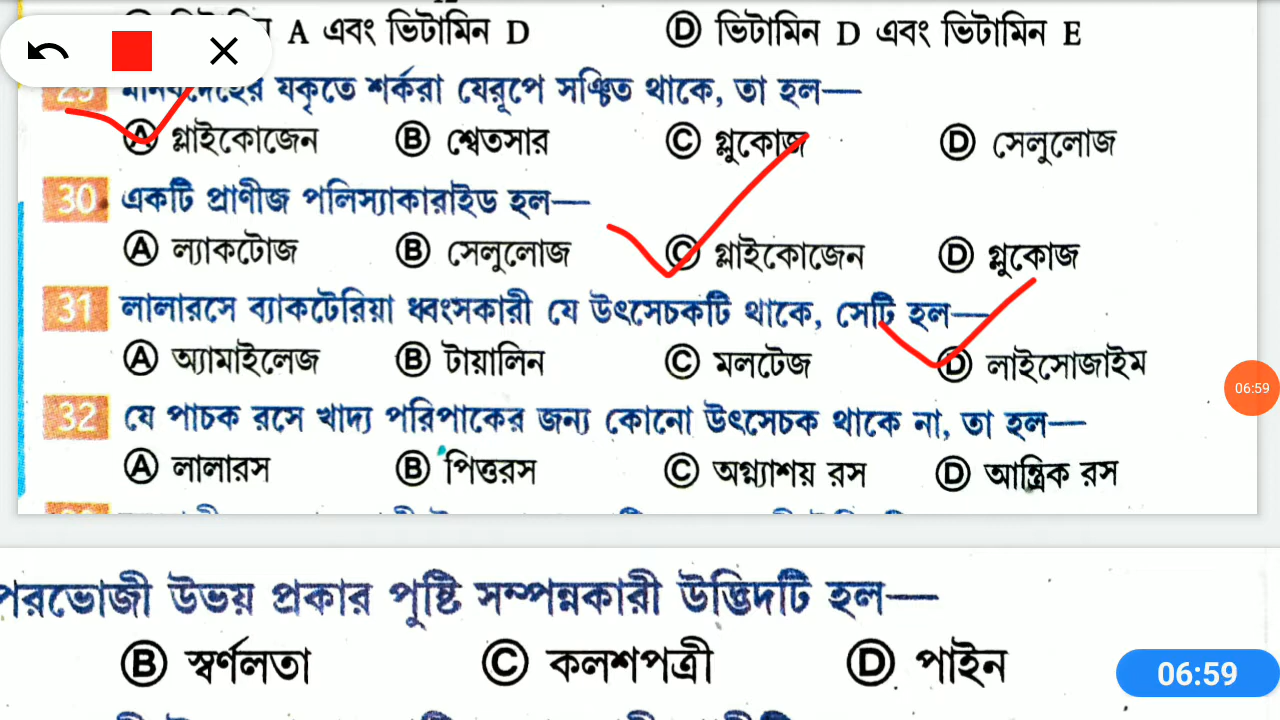 A এবং ভিটামিন D Ⓓ ভিটামিন D এবং ভিটামিন E
29 মানবদেহের যকৃতে শর্করা যেরূপে সঞ্চিত থাকে, তা হল—
Ⓐ গ্লাইকোজেন Ⓑ শ্বেতসার Ⓒ গ্লুকোজ Ⓓ সেলুলোজ
30 একটি প্রাণীজ পলিস্যাকারাইড হল—
Ⓐ ল্যাকটোজ Ⓑ সেলুলোজ Ⓒ গ্লাইকোজেন Ⓓ গ্লুকোজ
31 লালারসে ব্যাকটেরিয়া ধ্বংসকারী যে উৎসেচকটি থাকে, সেটি হল—
Ⓐ অ্যামাইলেজ Ⓑ টায়ালিন Ⓒ মলটেজ Ⓓ লাইসোজাইম
06:59
32 যে পাচক রসে খাদ্য পরিপাকের জন্য কোনো উৎসেচক থাকে না, তা হল—
Ⓐ লালারস Ⓑ পিত্তরস Ⓒ অগ্ন্যাশয় রস Ⓓ আন্ত্রিক রস
পরভোজী উভয় প্রকার পুষ্টি সম্পন্নকারী উদ্ভিদটি হল—
Ⓑ স্বর্ণলতা Ⓒ কলশপত্রী Ⓓ পাইন
06:59